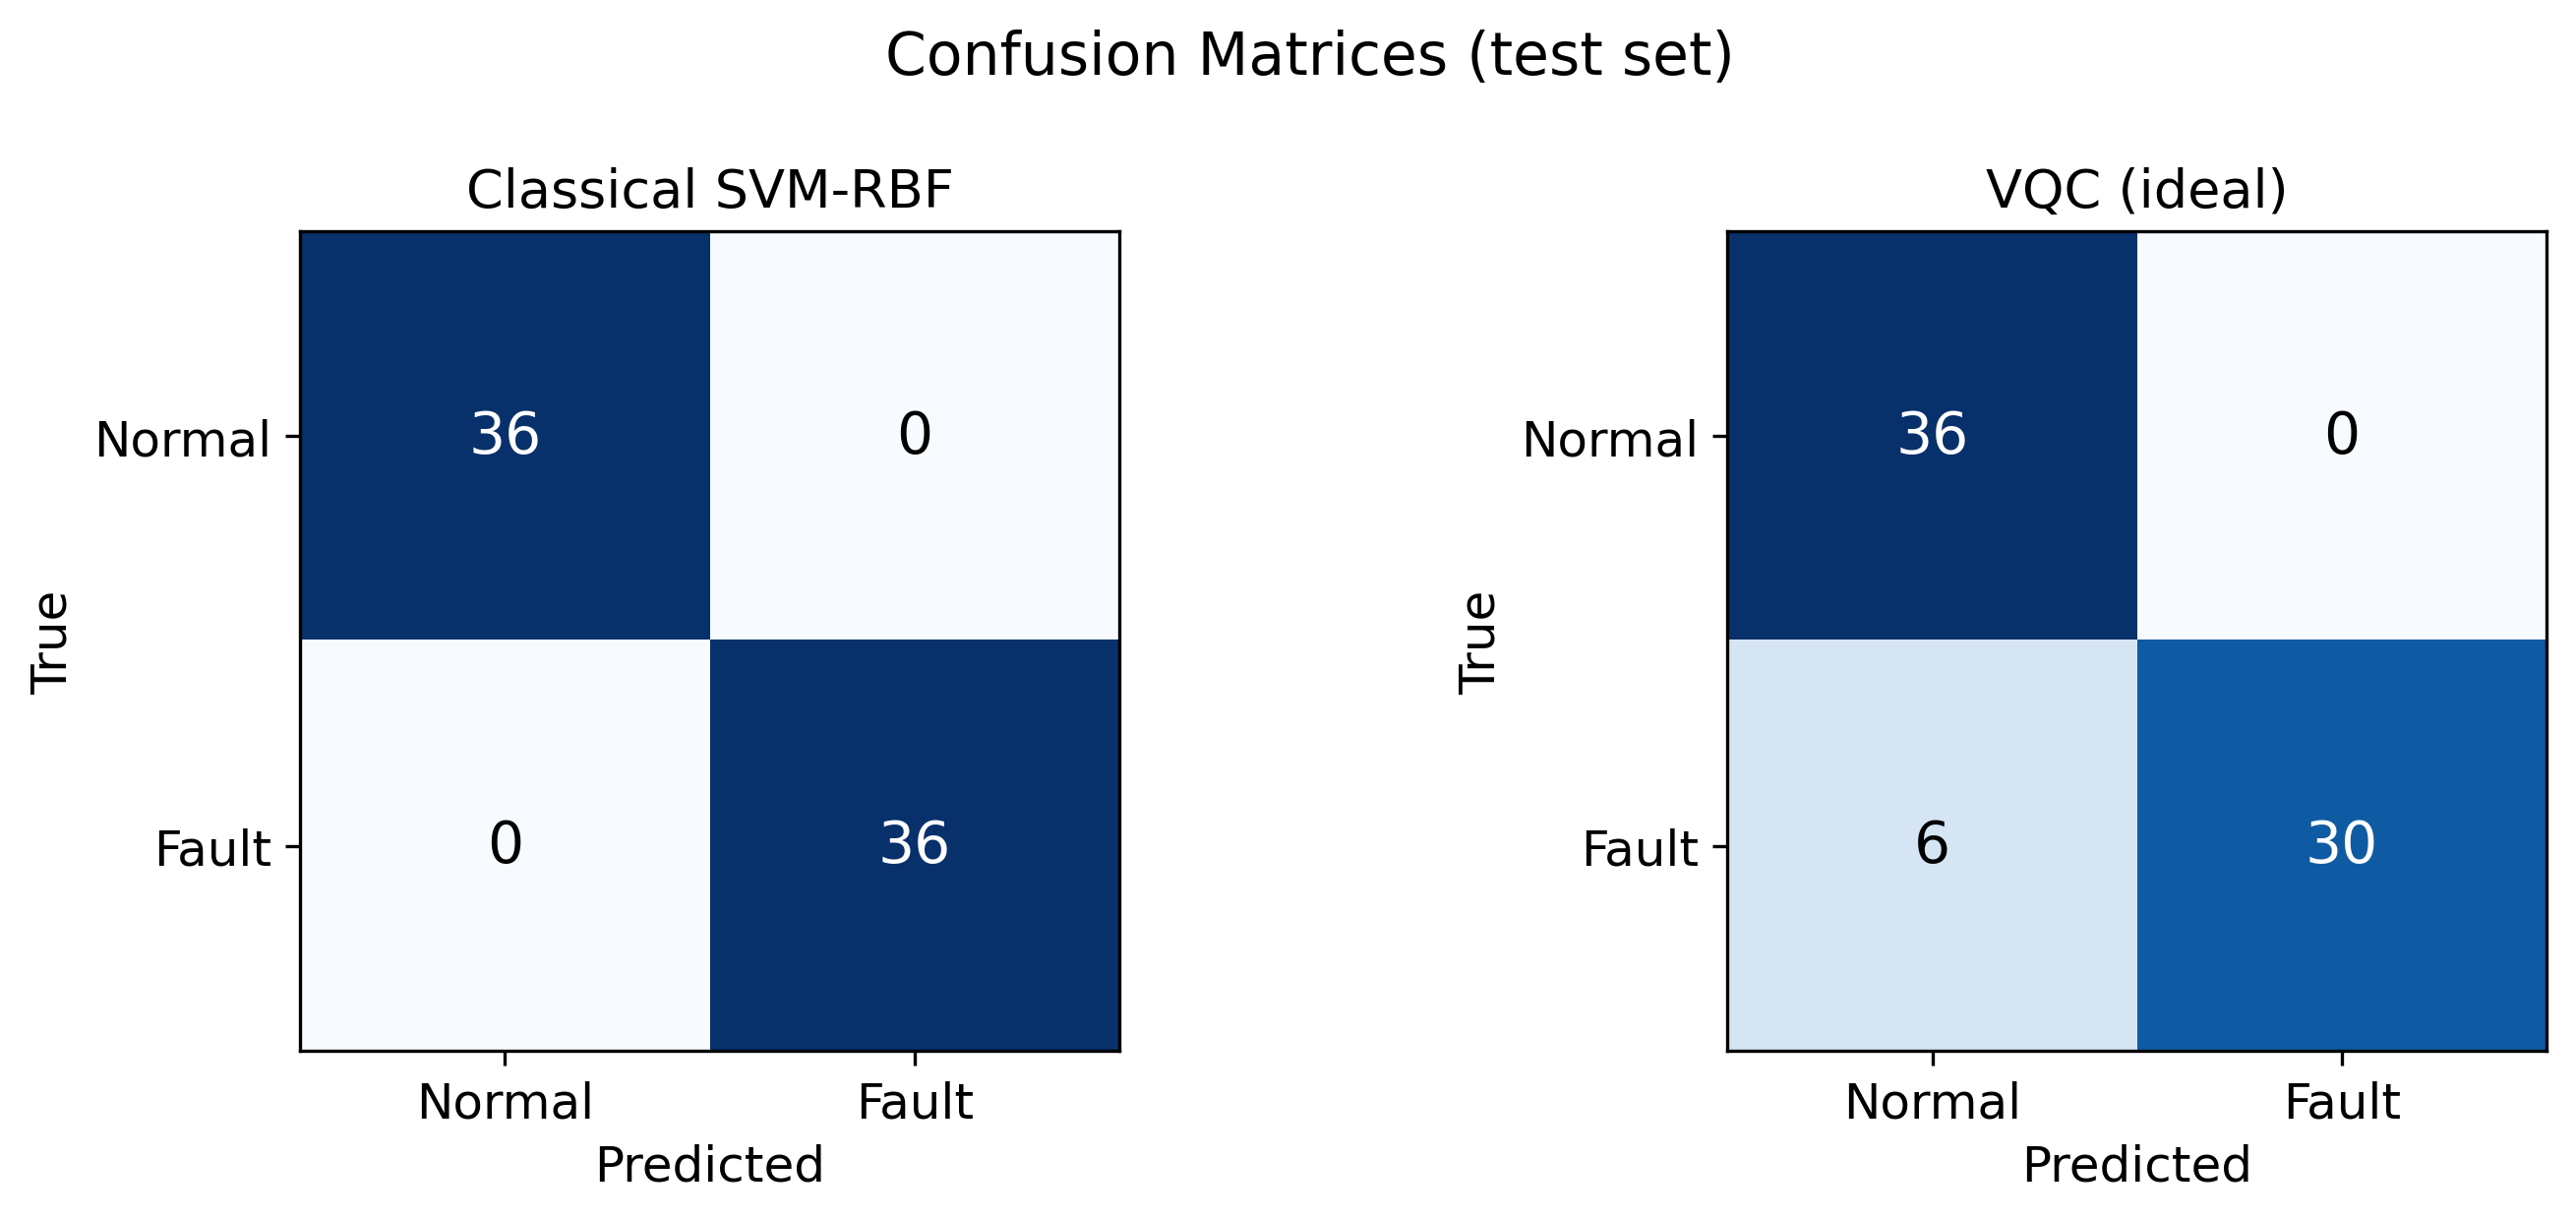 Confusion Matrices (test set)
Classical SVM-RBF
True
Normal
36
0
Fault
0
36
Normal
Fault
Predicted
VQC (ideal)
True
Normal
36
0
Fault
6
30
Normal
Fault
Predicted